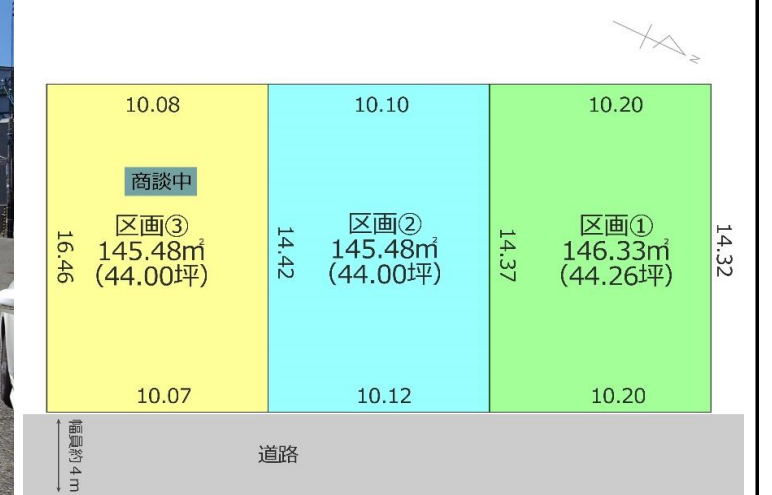 N
10.08
10.10
10.20
商談中
区画③
145.48㎡
(44.00坪)
区画②
145.48㎡
(44.00坪)
区画①
146.33㎡
(44.26坪)
16.46
14.42
14.37
14.32
10.07
10.12
10.20
幅員約4m
道路